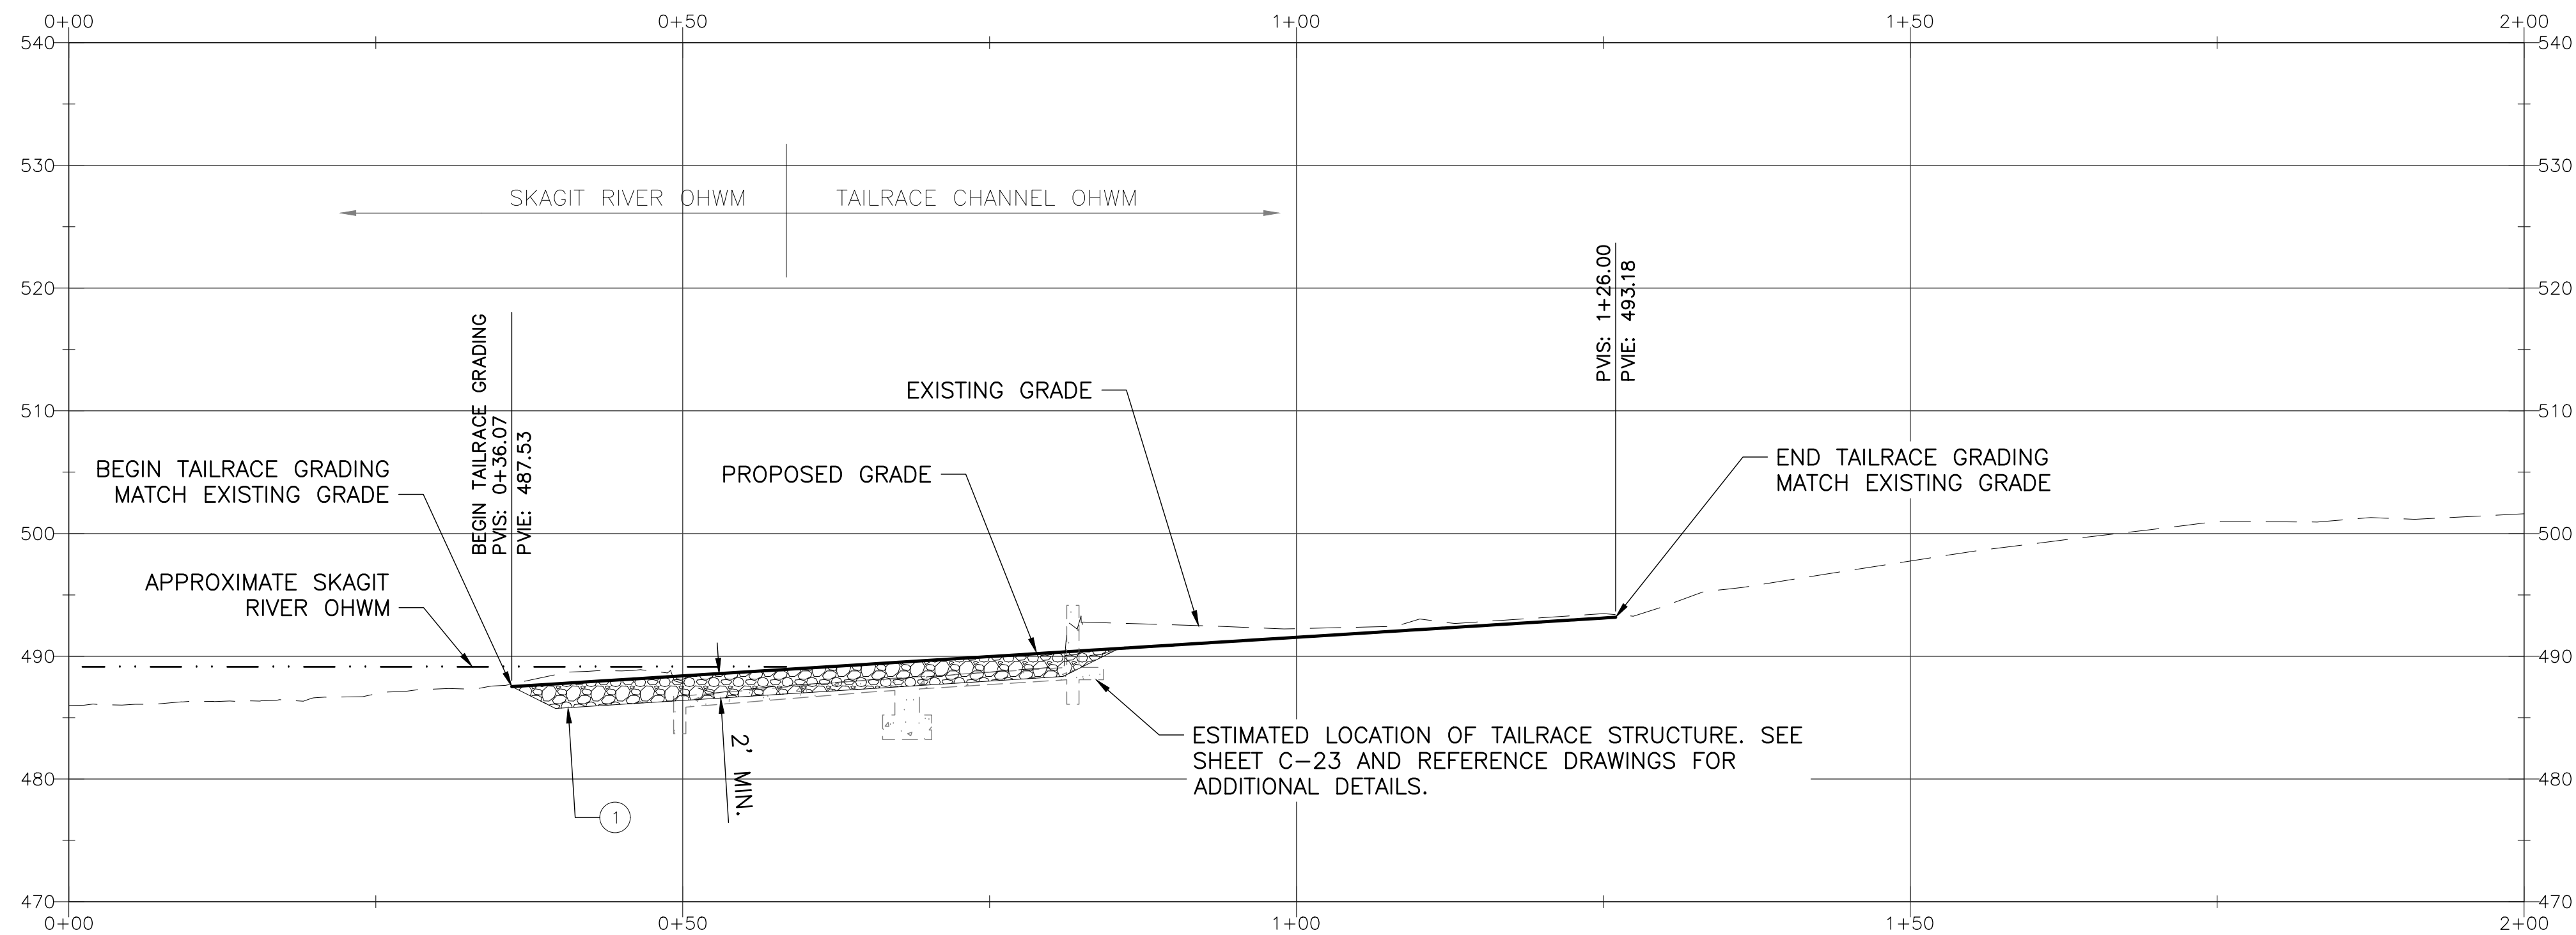 0+00 0+50 1+00 1+50 2+00
540 540
530 530
SKAGIT RIVER OHWM TAILRACE CHANNEL OHWM
520 520
PVIS: 1+26.00
PVIE: 493.18
BEGIN TAILRACE GRADING
PVIS: 0+36.07
PVIE: 487.53
510 510
EXISTING GRADE
PROPOSED GRADE
BEGIN TAILRACE GRADING
MATCH EXISTING GRADE
END TAILRACE GRADING
MATCH EXISTING GRADE
500 500
APPROXIMATE SKAGIT
RIVER OHWM
490 490
2' MIN.
ESTIMATED LOCATION OF TAILRACE STRUCTURE. SEE
SHEET C-23 AND REFERENCE DRAWINGS FOR
ADDITIONAL DETAILS.
480 480
1
470 470
0+00 0+50 1+00 1+50 2+00